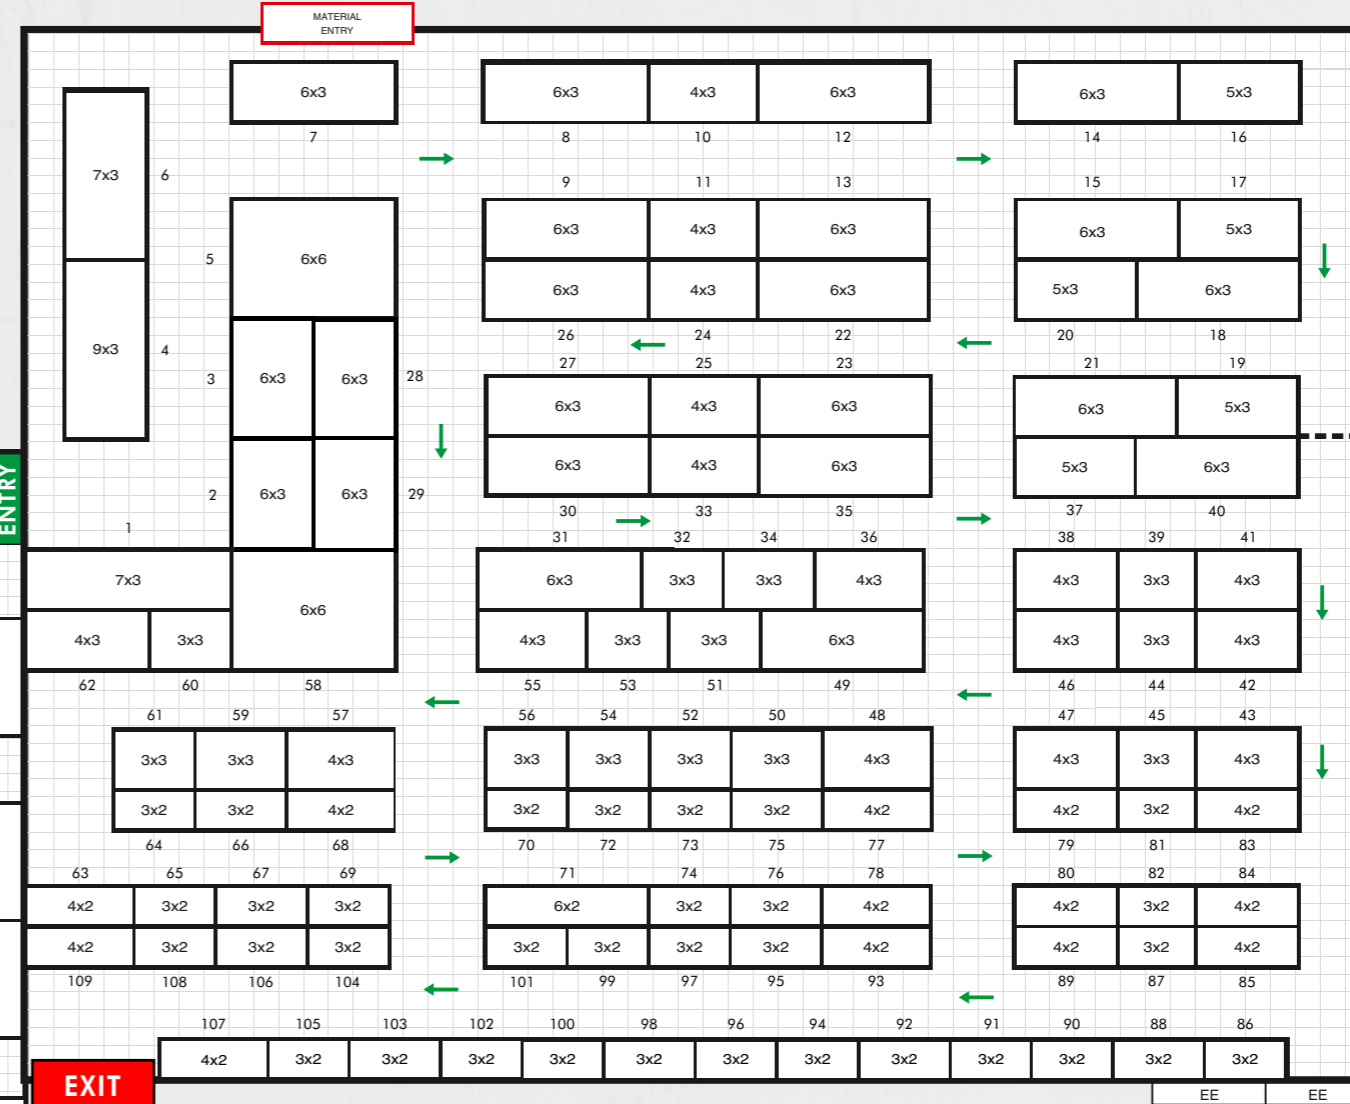 MATERIAL
ENTRY
6x3 6x3 4x3 6x3 6x3 5x3
7 8 10 12 14 16
7x3 6
9 11 13 15 17
5 6x6 6x3 4x3 6x3 6x3 5x3
6x3 4x3 6x3 5x3 6x3
26 24 22 20 18
9x3 4
27 25 23 21 19
3 6x3 6x3 28
6x3 4x3 6x3 6x3 5x3
6x3 4x3 6x3 5x3 6x3
ENTRY
2 6x3 6x3 29
30 33 35 37 40
1
31 32 34 36 38 39 41
7x3 6x3 3x3 3x3 4x3 4x3 3x3 4x3
6x6
4x3 3x3 4x3 3x3 3x3 6x3 4x3 3x3 4x3
62 60 58 55 53 51 49 46 44 42
61 59 57 56 54 52 50 48 47 45 43
3x3 3x3 4x3 3x3 3x3 3x3 3x3 4x3 4x3 3x3 4x3
3x2 3x2 4x2 3x2 3x2 3x2 3x2 4x2 4x2 3x2 4x2
64 66 68 70 72 73 75 77 79 81 83
63 65 67 69 71 74 76 78 80 82 84
4x2 3x2 3x2 3x2 6x2 3x2 3x2 4x2 4x2 3x2 4x2
4x2 3x2 3x2 3x2 3x2 3x2 3x2 3x2 4x2 4x2 3x2 4x2
109 108 106 104 101 99 97 95 93 89 87 85
107 105 103 102 100 98 96 94 92 91 90 88 86
4x2 3x2 3x2 3x2 3x2 3x2 3x2 3x2 3x2 3x2 3x2 3x2 3x2
EXIT
EE EE